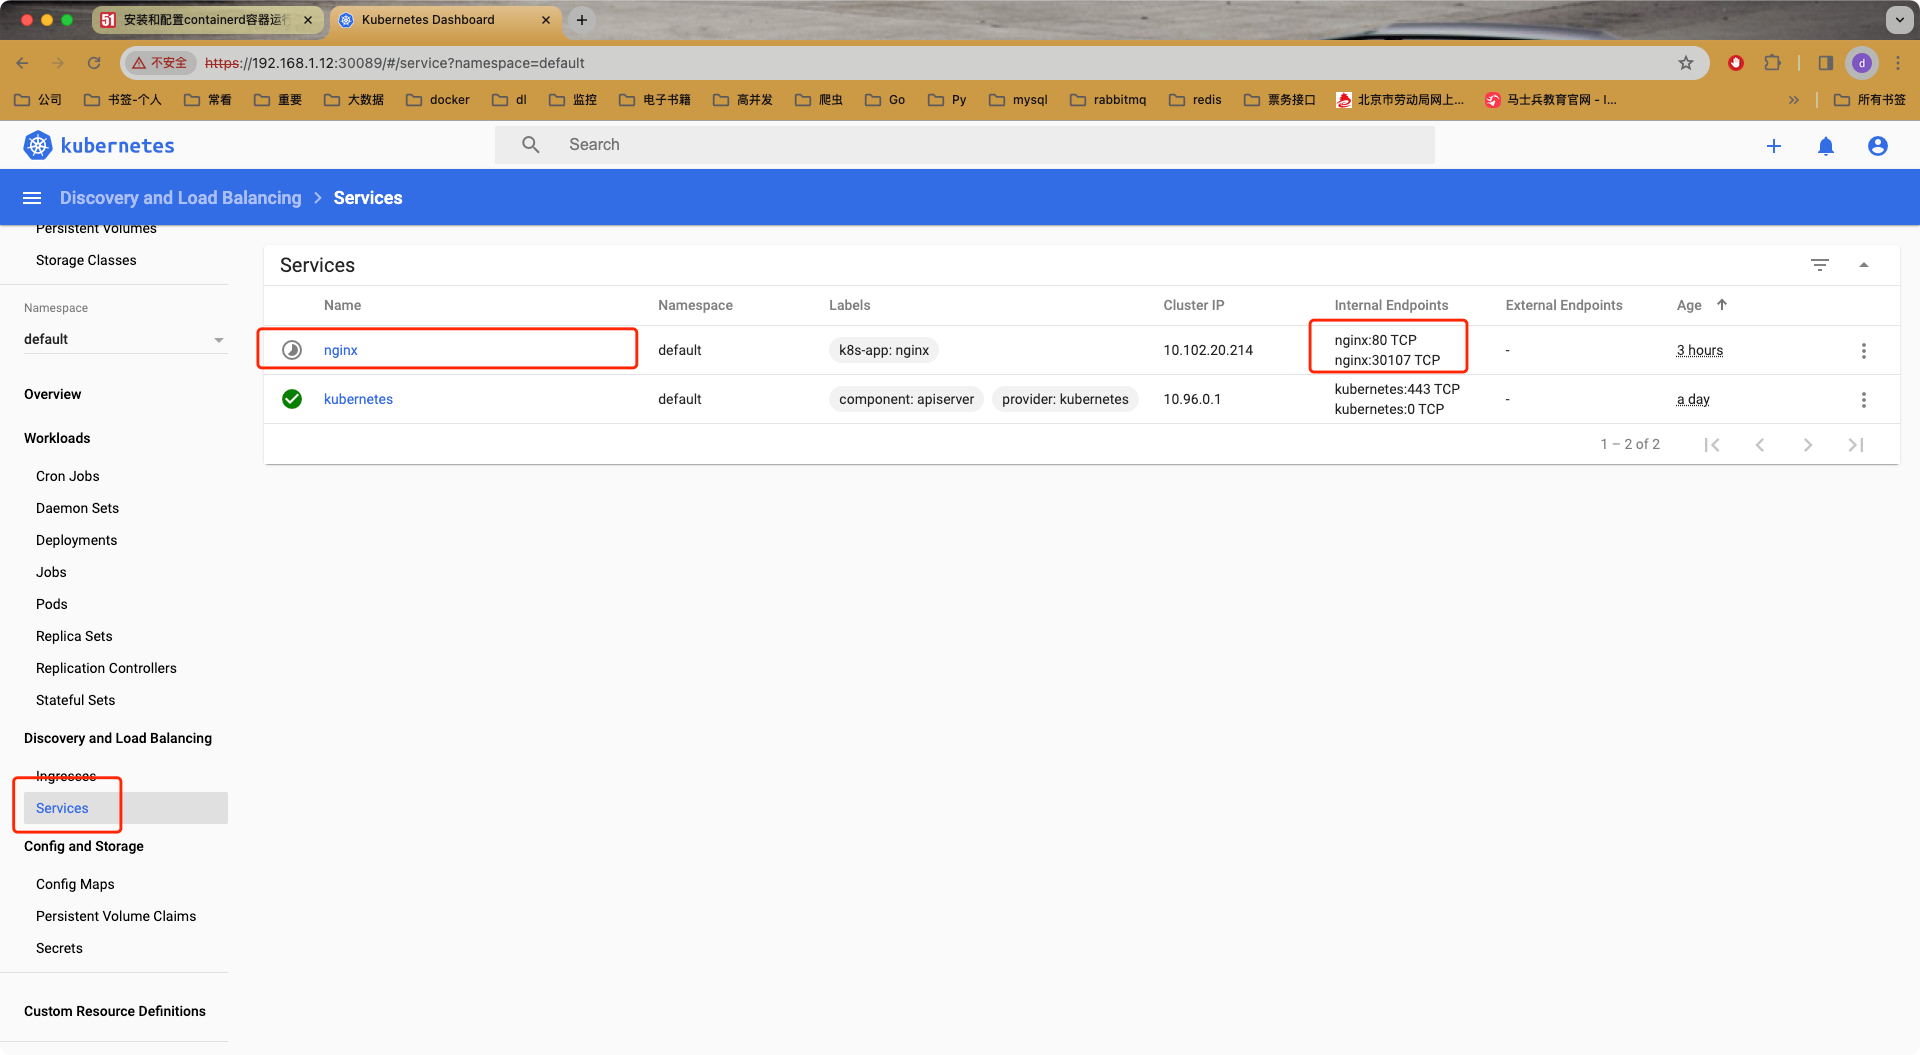 51 安装和配置containerd容器运行
Kubernetes Dashboard
不安全 https://192.168.1.12:30089/#/service?namespace=default
d
公司 书签-个人 常看 重要 大数据 docker dl 监控 电子书籍 高并发 爬虫 Go Py mysql rabbitmq redis 票务接口 北京市劳动局网上... 马士兵教育官网 - I... 所有书签
kubernetes
Search
Discovery and Load Balancing Services
Persistent Volumes
Storage Classes
Namespace
default
Overview
Workloads
Cron Jobs
Daemon Sets
Deployments
Jobs
Pods
Replica Sets
Replication Controllers
Stateful Sets
Discovery and Load Balancing
Ingresses
Services
Config and Storage
Config Maps
Persistent Volume Claims
Secrets
Custom Resource Definitions
Services
Name Namespace Labels Cluster IP Internal Endpoints External Endpoints Age
nginx default k8s-app: nginx 10.102.20.214 nginx:80 TCP - 3 hours
nginx:30107 TCP
kubernetes default component: apiserver provider: kubernetes 10.96.0.1 kubernetes:443 TCP - a day
kubernetes:0 TCP
1 – 2 of 2